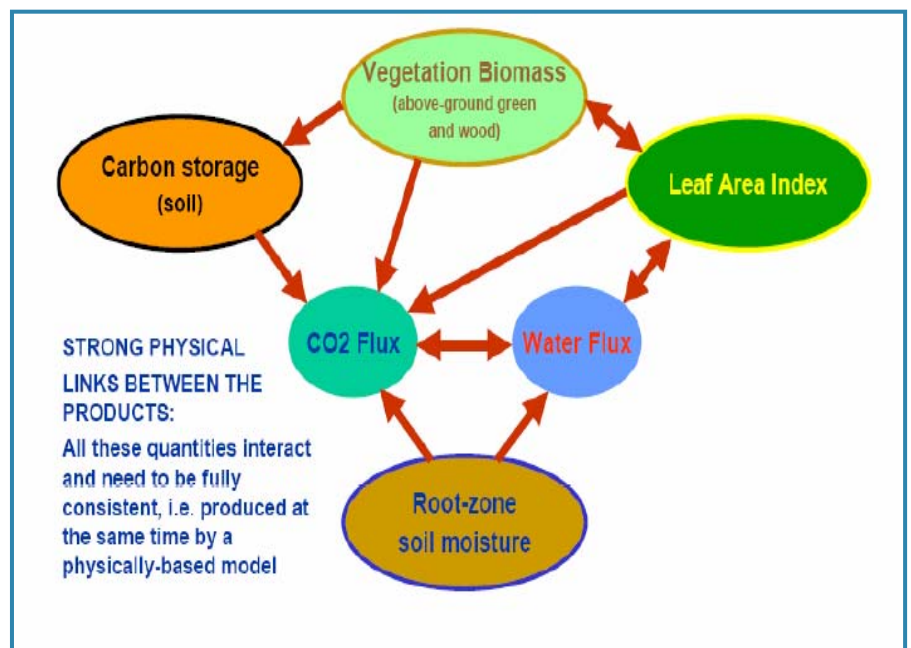 Vegetation Biomass
(above-ground green
and wood)
Carbon storage
(soil)
Leaf Area Index
CO2 Flux
Water Flux
STRONG PHYSICAL
LINKS BETWEEN THE
PRODUCTS:
All these quantities interact
and need to be fully
consistent, i.e. produced at
the same time by a
physically-based model
Root-zone
soil moisture